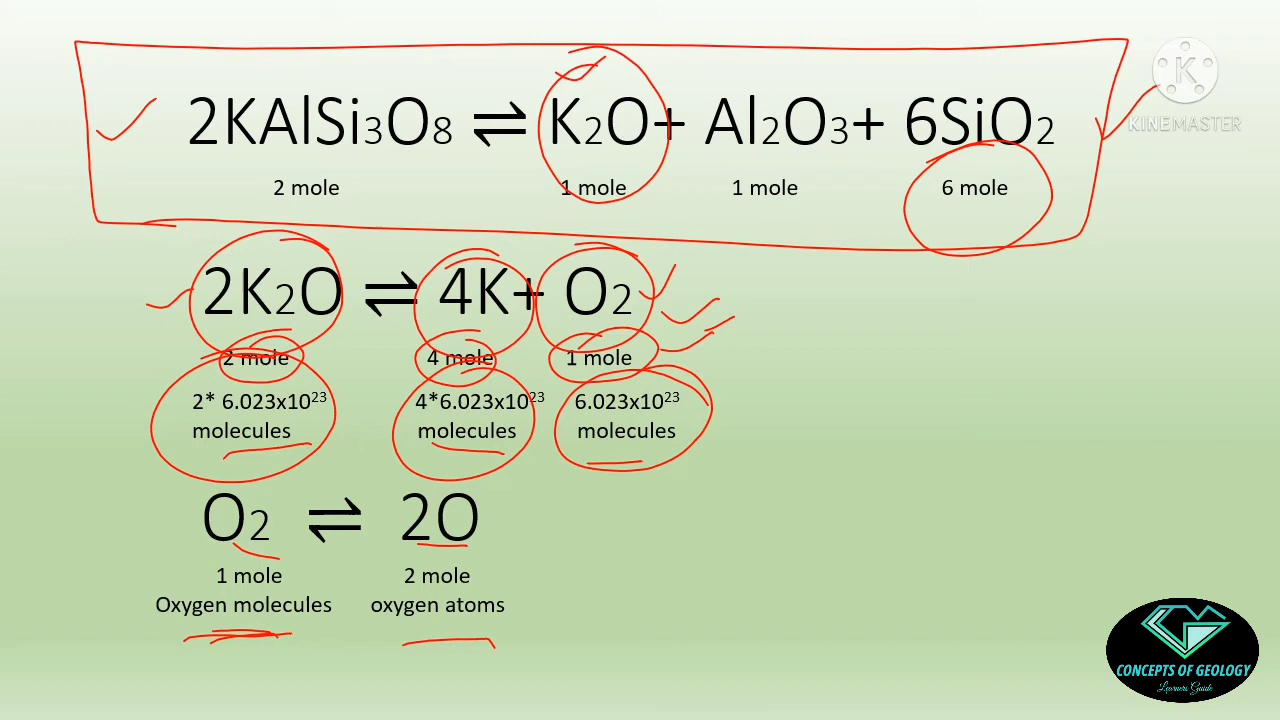 2KAlSi₃O₈ ⇌ K₂O+ Al₂O₃+ 6SiO₂
2 mole 1 mole 1 mole 6 mole
KINEMASTER
2K₂O ⇌ 4K+ O₂
2 mole 4 mole 1 mole
2* 6.023x10²³ 4*6.023x10²³ 6.023x10²³
molecules molecules molecules
O₂ ⇌ 2O
1 mole 2 mole
Oxygen molecules oxygen atoms
CONCEPTS OF GEOLOGY
Learners Guide